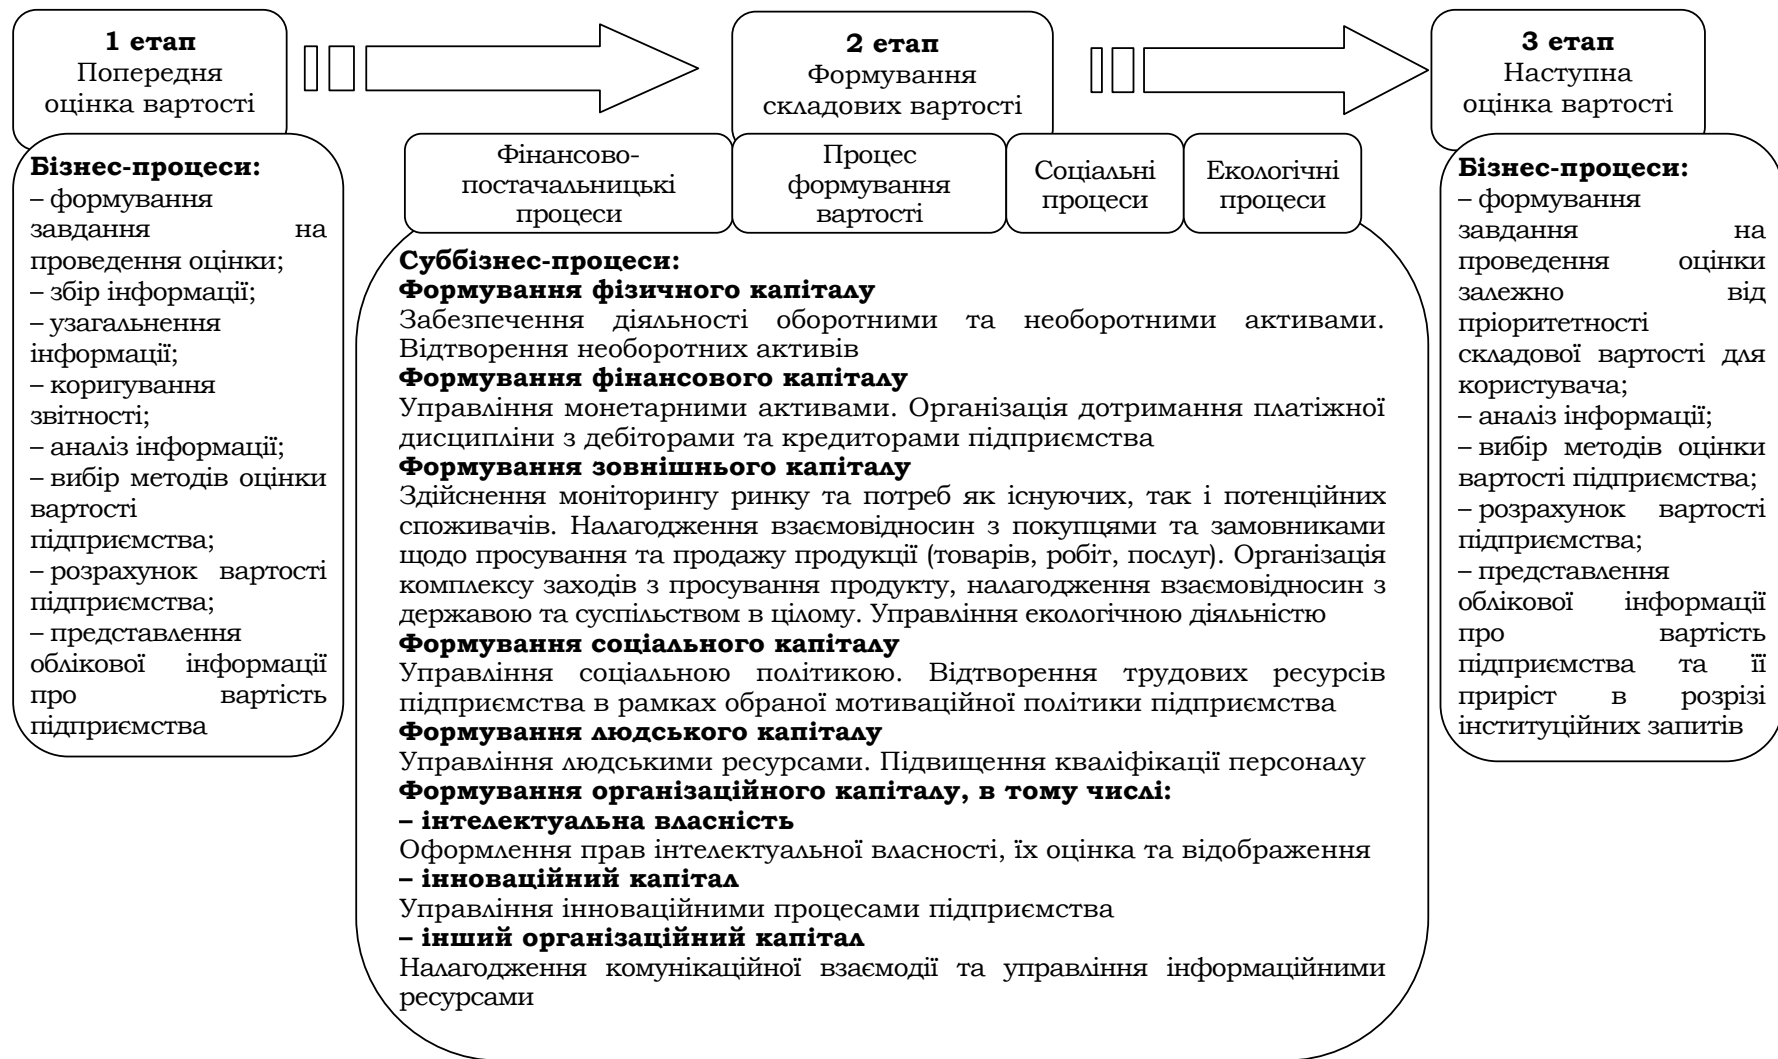 1 етап
Попередня
оцінка вартості
2 етап
Формування
складових вартості
3 етап
Наступна
оцінка вартості
Бізнес-процеси:
– формування
завдання на
проведення оцінки;
– збір інформації;
– узагальнення
інформації;
– коригування
звітності;
– аналіз інформації;
– вибір методів оцінки
вартості
підприємства;
– розрахунок вартості
підприємства;
– представлення
облікової інформації
про вартість
підприємства
Фінансово-
постачальницькі
процеси
Процес
формування
вартості
Соціальні
процеси
Екологічні
процеси
Суббізнес-процеси:
Формування фізичного капіталу
Забезпечення діяльності оборотними та необоротними активами.
Відтворення необоротних активів
Формування фінансового капіталу
Управління монетарними активами. Організація дотримання платіжної
дисципліни з дебіторами та кредиторами підприємства
Формування зовнішнього капіталу
Здійснення моніторингу ринку та потреб як існуючих, так і потенційних
споживачів. Налагодження взаємовідносин з покупцями та замовниками
щодо просування та продажу продукції (товарів, робіт, послуг). Організація
комплексу заходів з просування продукту, налагодження взаємовідносин з
державою та суспільством в цілому. Управління екологічною діяльністю
Формування соціального капіталу
Управління соціальною політикою. Відтворення трудових ресурсів
підприємства в рамках обраної мотиваційної політики підприємства
Формування людського капіталу
Управління людськими ресурсами. Підвищення кваліфікації персоналу
Формування організаційного капіталу, в тому числі:
– інтелектуальна власність
Оформлення прав інтелектуальної власності, їх оцінка та відображення
– інноваційний капітал
Управління інноваційними процесами підприємства
– інший організаційний капітал
Налагодження комунікаційної взаємодії та управління інформаційними
ресурсами
Бізнес-процеси:
– формування
завдання на
проведення оцінки
залежно від
пріоритетності
складової вартості для
користувача;
– аналіз інформації;
– вибір методів оцінки
вартості підприємства;
– розрахунок вартості
підприємства;
– представлення
облікової інформації
про вартість
підприємства та її
приріст в розрізі
інституційних запитів